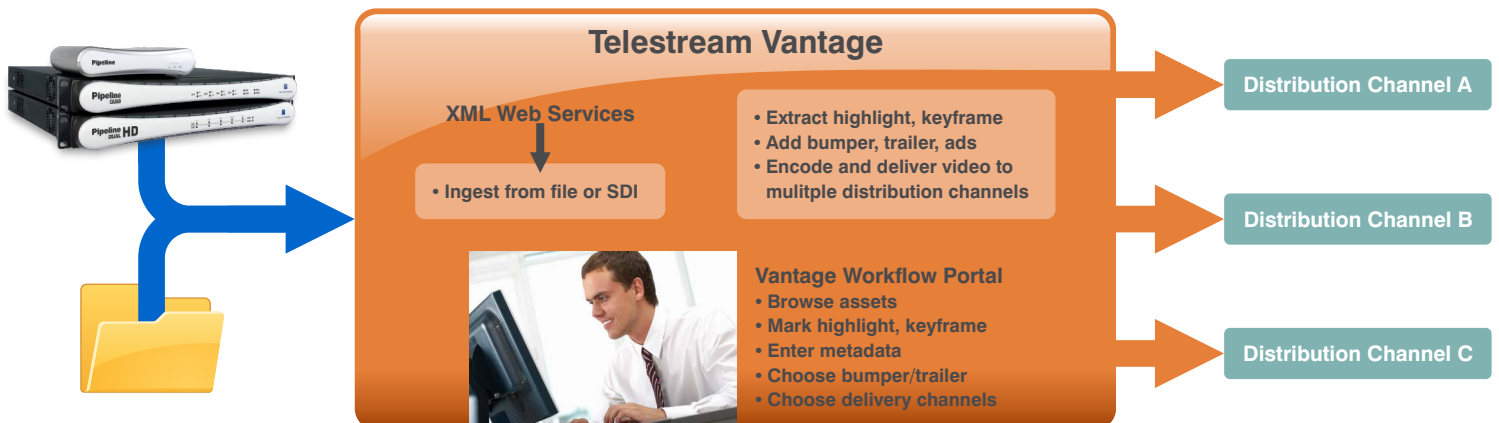 Telestream Vantage
Pipeline
Pipeline
QUAD
Pipeline HD
DUAL
XML Web Services
• Ingest from file or SDI
• Extract highlight, keyframe
• Add bumper, trailer, ads
• Encode and deliver video to
mulitple distribution channels
Vantage Workflow Portal
• Browse assets
• Mark highlight, keyframe
• Enter metadata
• Choose bumper/trailer
• Choose delivery channels
Distribution Channel A
Distribution Channel B
Distribution Channel C